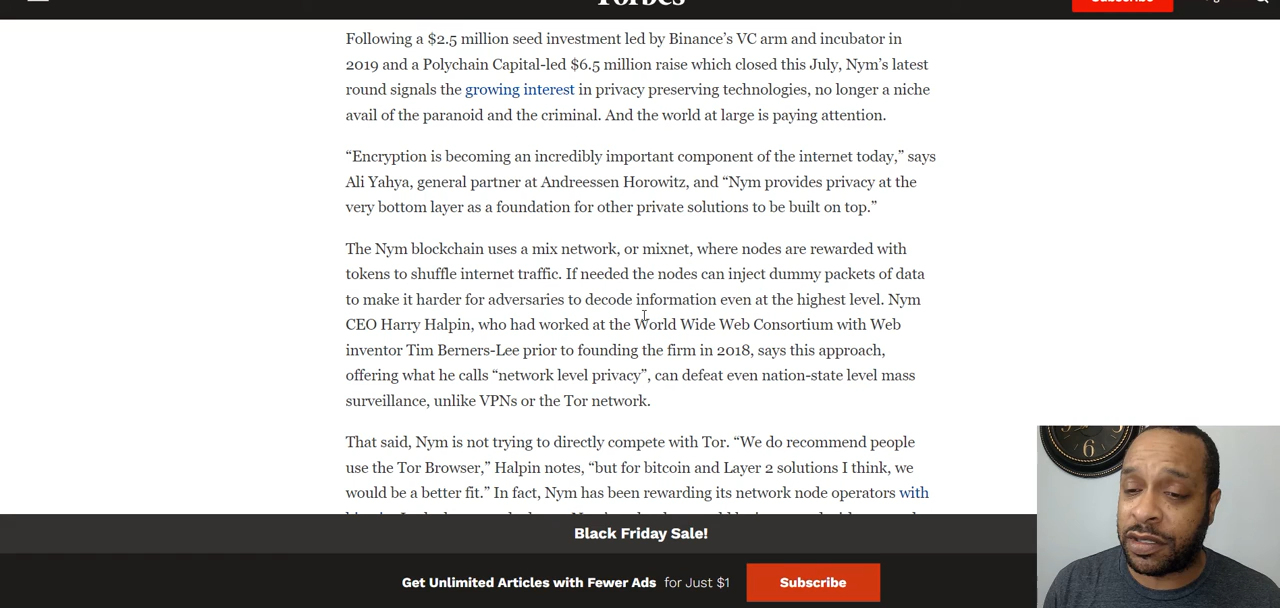 Forbes
Subscribe
Following a $2.5 million seed investment led by Binance’s VC arm and incubator in
2019 and a Polychain Capital-led $6.5 million raise which closed this July, Nym’s latest
round signals the growing interest in privacy preserving technologies, no longer a niche
avail of the paranoid and the criminal. And the world at large is paying attention.
“Encryption is becoming an incredibly important component of the internet today,” says
Ali Yahya, general partner at Andreessen Horowitz, and “Nym provides privacy at the
very bottom layer as a foundation for other private solutions to be built on top.”
The Nym blockchain uses a mix network, or mixnet, where nodes are rewarded with
tokens to shuffle internet traffic. If needed the nodes can inject dummy packets of data
to make it harder for adversaries to decode information even at the highest level. Nym
CEO Harry Halpin, who had worked at the World Wide Web Consortium with Web
inventor Tim Berners-Lee prior to founding the firm in 2018, says this approach,
offering what he calls “network level privacy”, can defeat even nation-state level mass
surveillance, unlike VPNs or the Tor network.
That said, Nym is not trying to directly compete with Tor. “We do recommend people
use the Tor Browser,” Halpin notes, “but for bitcoin and Layer 2 solutions I think, we
would be a better fit.” In fact, Nym has been rewarding its network node operators with
Black Friday Sale!
Get Unlimited Articles with Fewer Ads for Just $1
Subscribe